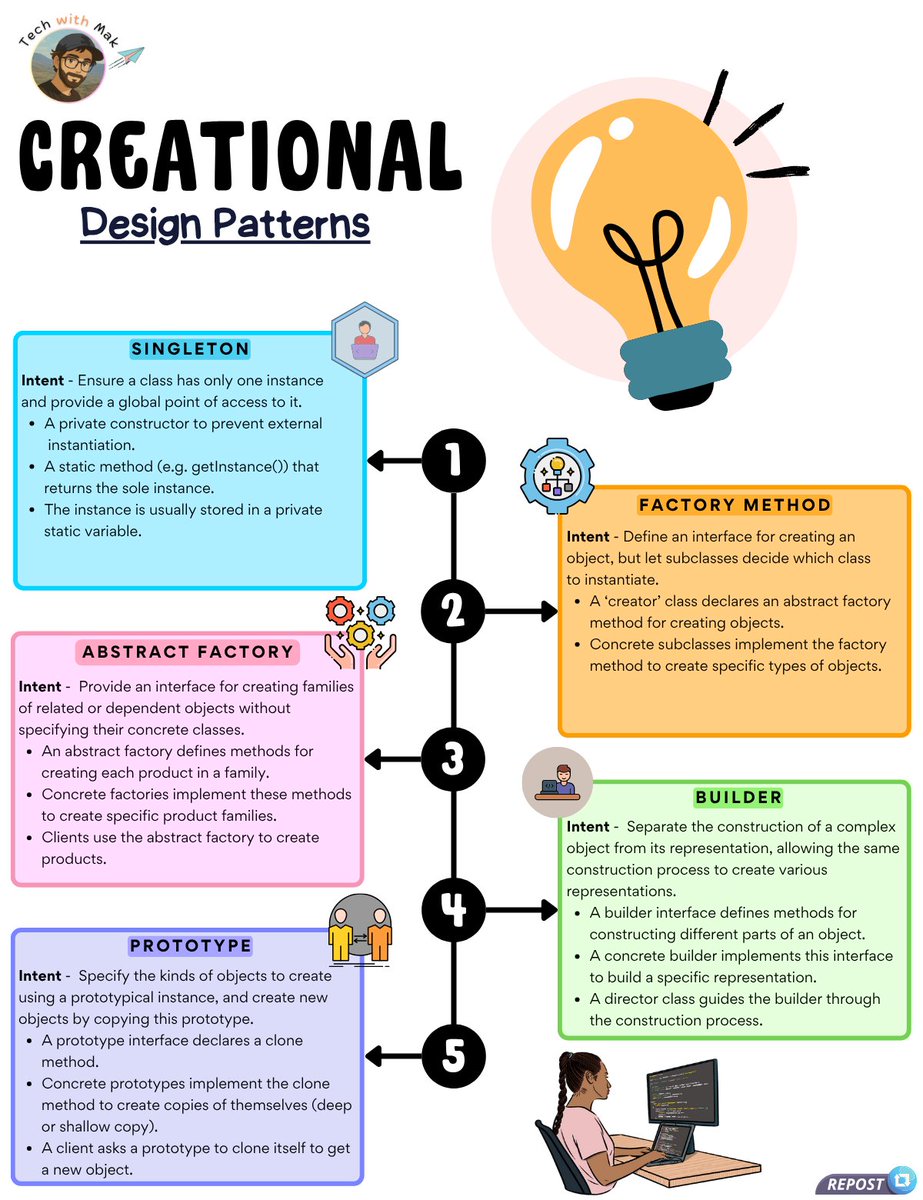 Tech with Mak
CREATIONAL
Design Patterns
SINGLETON
Intent - Ensure a class has only one instance
and provide a global point of access to it.
• A private constructor to prevent external
instantiation.
• A static method (e.g. getInstance()) that
returns the sole instance.
• The instance is usually stored in a private
static variable.
1
FACTORY METHOD
Intent - Define an interface for creating an
object, but let subclasses decide which class
to instantiate.
• A ‘creator’ class declares an abstract factory
method for creating objects.
• Concrete subclasses implement the factory
method to create specific types of objects.
2
ABSTRACT FACTORY
Intent - Provide an interface for creating families
of related or dependent objects without
specifying their concrete classes.
• An abstract factory defines methods for
creating each product in a family.
• Concrete factories implement these methods
to create specific product families.
• Clients use the abstract factory to create
products.
3
BUILDER
Intent - Separate the construction of a complex
object from its representation, allowing the same
construction process to create various
representations.
• A builder interface defines methods for
constructing different parts of an object.
• A concrete builder implements this interface
to build a specific representation.
• A director class guides the builder through
the construction process.
4
PROTOTYPE
Intent - Specify the kinds of objects to create
using a prototypical instance, and create new
objects by copying this prototype.
• A prototype interface declares a clone
method.
• Concrete prototypes implement the clone
method to create copies of themselves (deep
or shallow copy).
• A client asks a prototype to clone itself to get
a new object.
5
REPOST